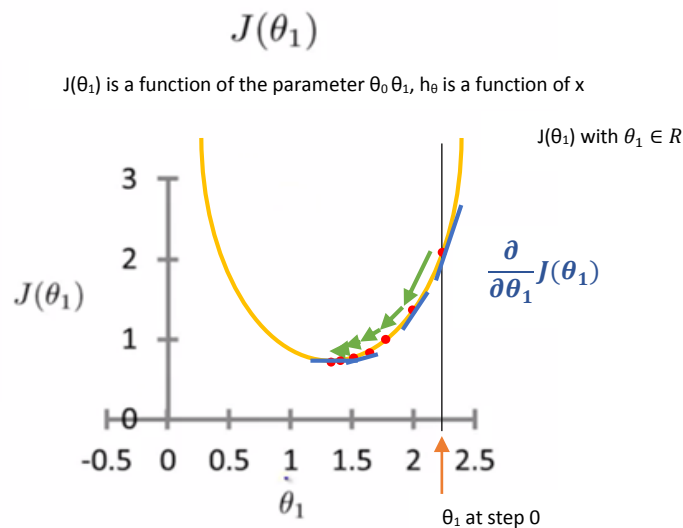 J(θ₁)
J(θ₁) is a function of the parameter θ₀ θ₁, hθ is a function of x
J(θ₁) with θ₁ ∈ R
3
2
∂/∂θ₁ J(θ₁)
J(θ₁)
1
0
-0.5 0 0.5 1 1.5 2 2.5
θ₁
θ₁ at step 0